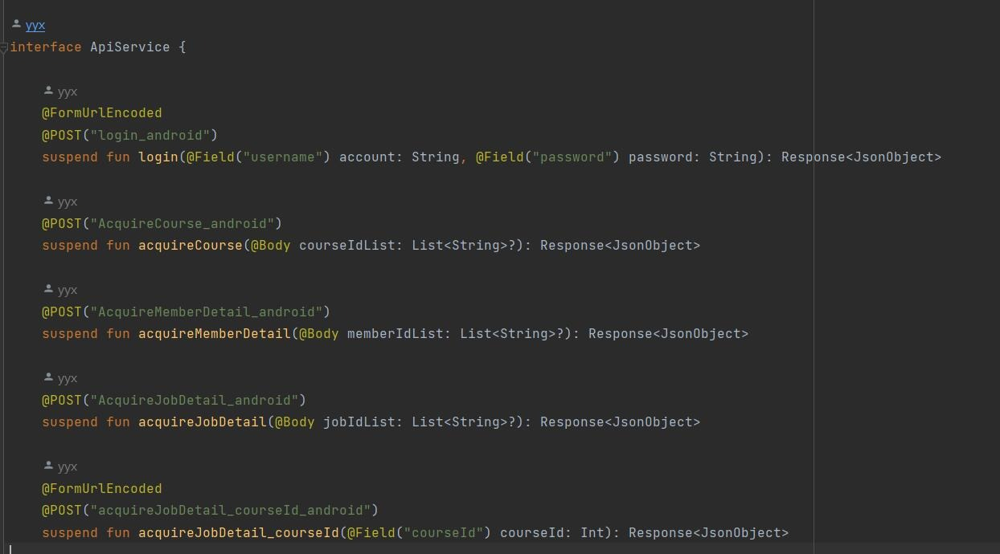 yyx
interface ApiService {
yyx
@FormUrlEncoded
@POST("login_android")
suspend fun login(@Field("username") account: String, @Field("password") password: String): Response<JsonObject>
yyx
@POST("AcquireCourse_android")
suspend fun acquireCourse(@Body courseIdList: List<String>?): Response<JsonObject>
yyx
@POST("AcquireMemberDetail_android")
suspend fun acquireMemberDetail(@Body memberIdList: List<String>?): Response<JsonObject>
yyx
@POST("AcquireJobDetail_android")
suspend fun acquireJobDetail(@Body jobIdList: List<String>?): Response<JsonObject>
yyx
@FormUrlEncoded
@POST("acquireJobDetail_courseId_android")
suspend fun acquireJobDetail_courseId(@Field("courseId") courseId: Int): Response<JsonObject>